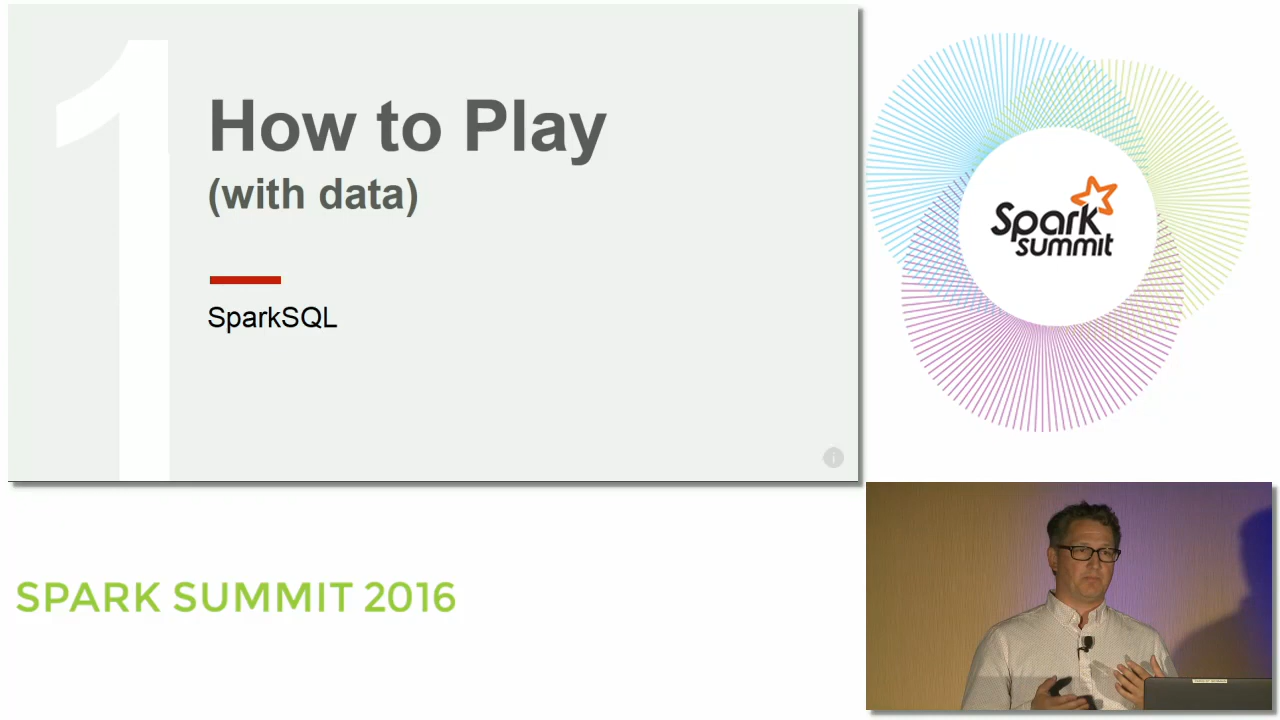 1
How to Play
(with data)
SparkSQL
i
Spark
summit
SPARK SUMMIT 2016